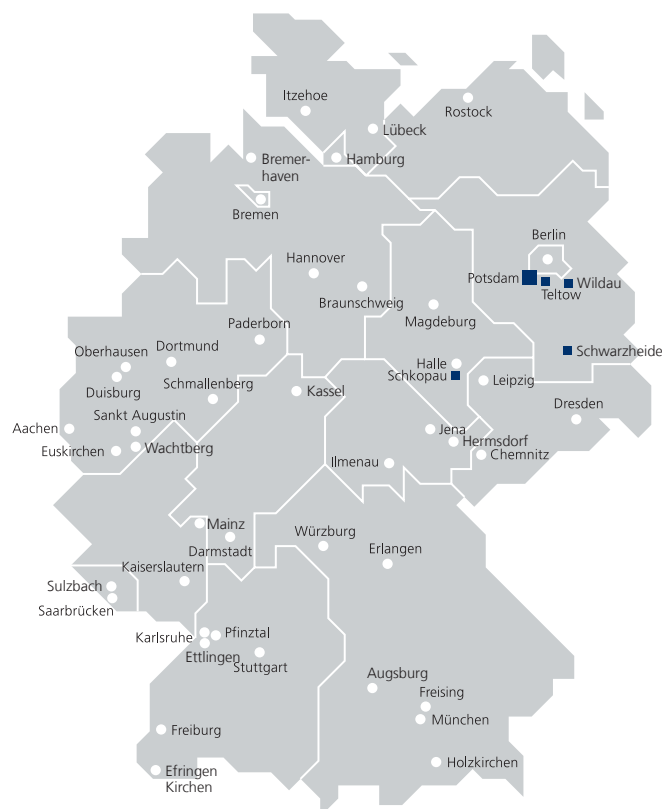 Itzehoe
Rostock
Lübeck
Bremer-
haven
Hamburg
Bremen
Berlin
Hannover
Potsdam
Wildau
Teltow
Braunschweig
Magdeburg
Paderborn
Oberhausen
Dortmund
Schwarzheide
Halle
Schkopau
Leipzig
Duisburg
Schmallenberg
Kassel
Dresden
Sankt Augustin
Aachen
Jena
Hermsdorf
Euskirchen
Wachtberg
Chemnitz
Ilmenau
Mainz
Würzburg
Darmstadt
Erlangen
Kaiserslautern
Sulzbach
Saarbrücken
Karlsruhe
Pfinztal
Ettlingen
Stuttgart
Augsburg
Freising
München
Freiburg
Holzkirchen
Efringen
Kirchen